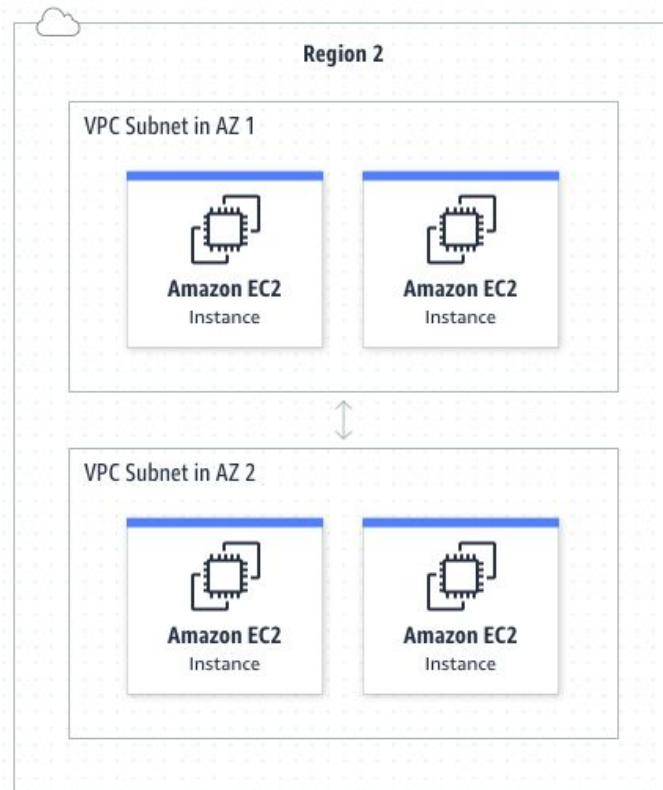 Region 2
VPC Subnet in AZ 1
Amazon EC2
Instance
Amazon EC2
Instance
VPC Subnet in AZ 2
Amazon EC2
Instance
Amazon EC2
Instance